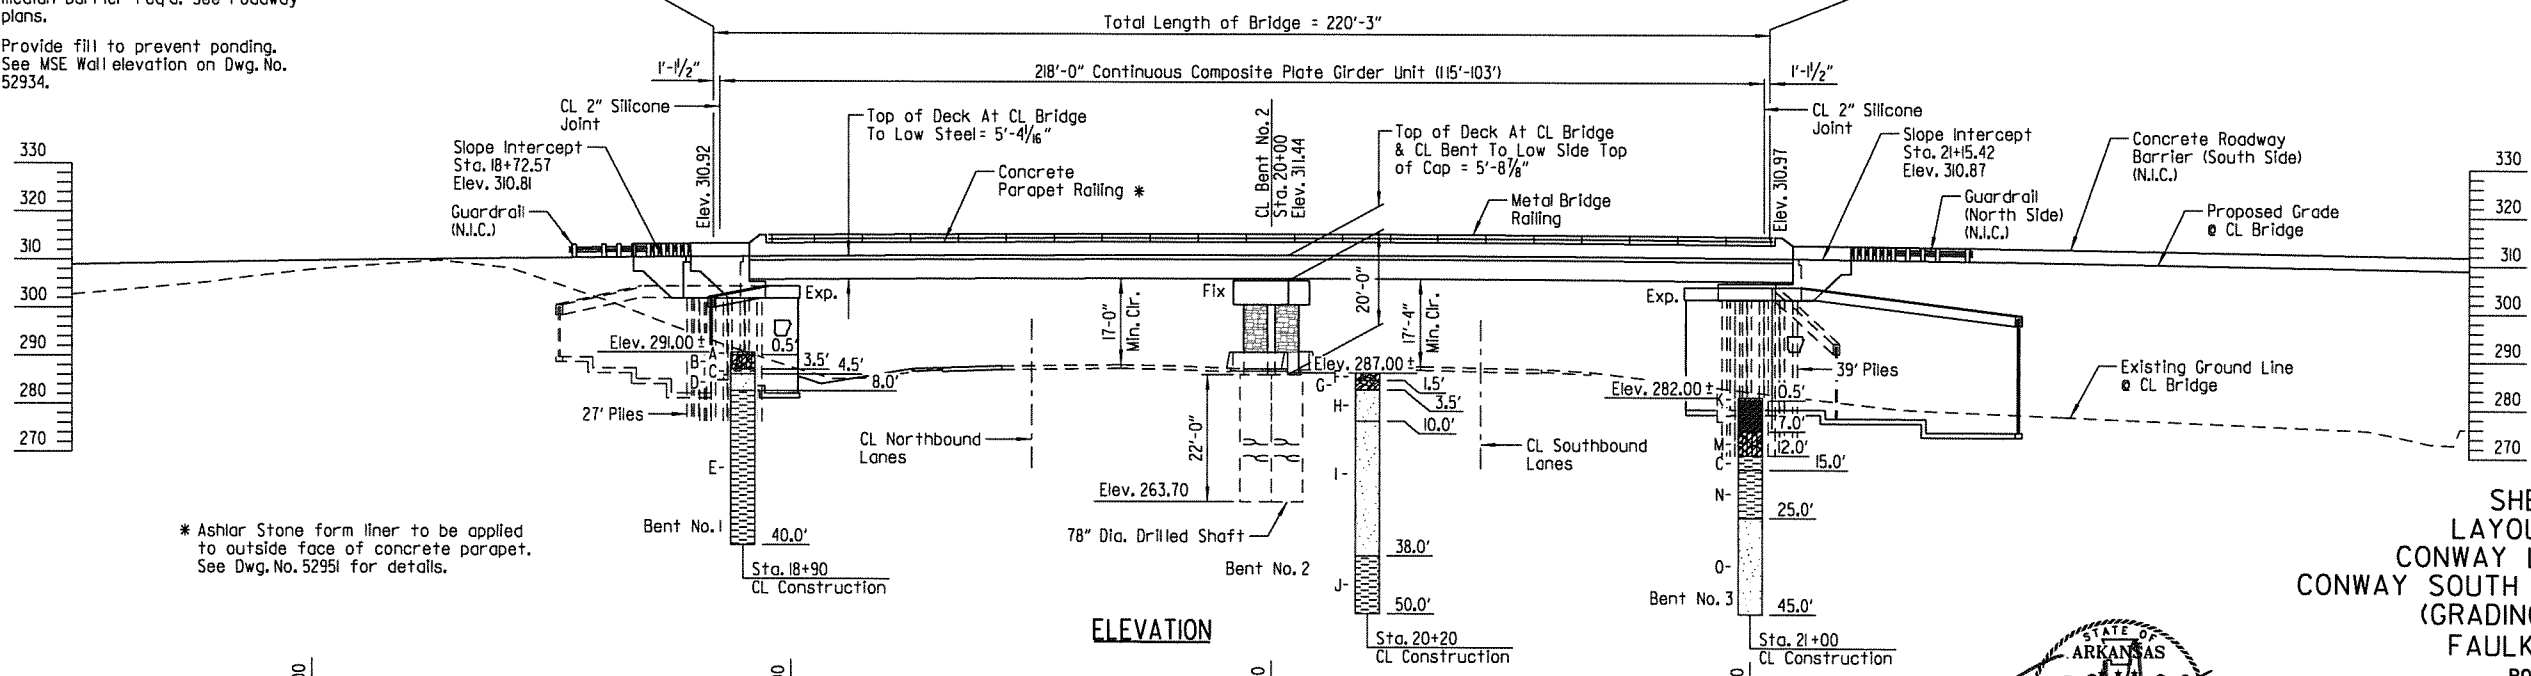 plans.
Provide fill to prevent ponding.
See MSE Wall elevation on Dwg. No.
52934.
Total Length of Bridge = 220'-3"
1'-1 1/2"
218'-0" Continuous Composite Plate Girder Unit (115'-103')
1'-1 1/2"
CL 2" Silicone
Joint
Elev. 310.92
Top of Deck At CL Bridge
To Low Steel = 5'-4 1/16"
CL Bent No. 2
Sta. 20+00
Elev. 311.44
Top of Deck At CL Bridge
& CL Bent To Low Side Top
of Cap = 5'-8 7/8"
Elev. 310.97
CL 2" Silicone
Joint
Slope Intercept
Sta. 18+72.57
Elev. 310.81
Slope Intercept
Sta. 21+15.42
Elev. 310.87
Concrete Roadway
Barrier (South Side)
(N.I.C.)
Concrete
Parapet Railing *
Metal Bridge
Railing
Guardrail
(N.I.C.)
Guardrail
(North Side)
(N.I.C.)
Proposed Grade
@ CL Bridge
330
320
310
300
290
280
270
330
320
310
300
290
280
270
Exp.
Fix
Exp.
17'-0"
Min. Clr.
20'-0"
17'-4"
Min. Clr.
Elev. 291.00 ±
A-
B-
C-
D-
E-
0.5'
3.5'
4.5'
8.0'
40.0'
27' Piles
Bent No. 1
Sta. 18+90
CL Construction
CL Northbound
Lanes
22'-0"
Elev. 263.70
78" Dia. Drilled Shaft
Elev. 287.00 ±
F-
G-
H-
I-
J-
1.5'
3.5'
10.0'
38.0'
50.0'
Bent No. 2
Sta. 20+20
CL Construction
CL Southbound
Lanes
Elev. 282.00 ±
39' Piles
K-
M-
C-
N-
O-
0.5'
7.0'
12.0'
15.0'
25.0'
45.0'
Bent No. 3
Sta. 21+00
CL Construction
Existing Ground Line
@ CL Bridge
* Ashlar Stone form liner to be applied
to outside face of concrete parapet.
See Dwg. No. 52951 for details.
ELEVATION
CONWAY
CONWAY SOUTH
STATE OF
ARKANSAS